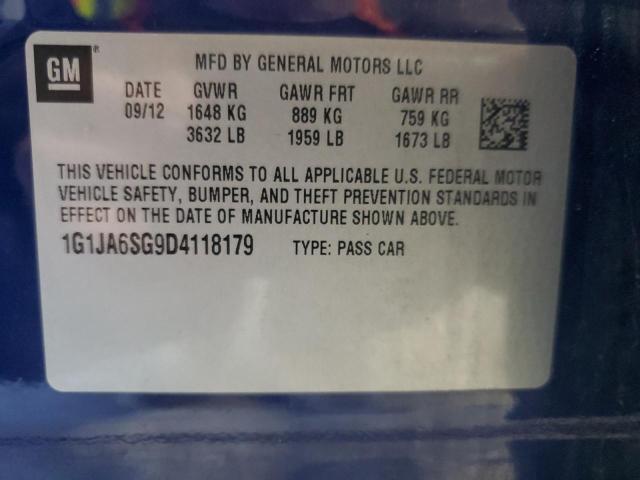 GM ® MFD BY GENERAL MOTORS LLC
DATE GVWR GAWR FRT GAWR RR
09/12 1648 KG 889 KG 759 KG
3632 LB 1959 LB 1673 LB
THIS VEHICLE CONFORMS TO ALL APPLICABLE U.S. FEDERAL MOTOR
VEHICLE SAFETY, BUMPER, AND THEFT PREVENTION STANDARDS IN
EFFECT ON THE DATE OF MANUFACTURE SHOWN ABOVE.
1G1JA6SG9D4118179 TYPE: PASS CAR